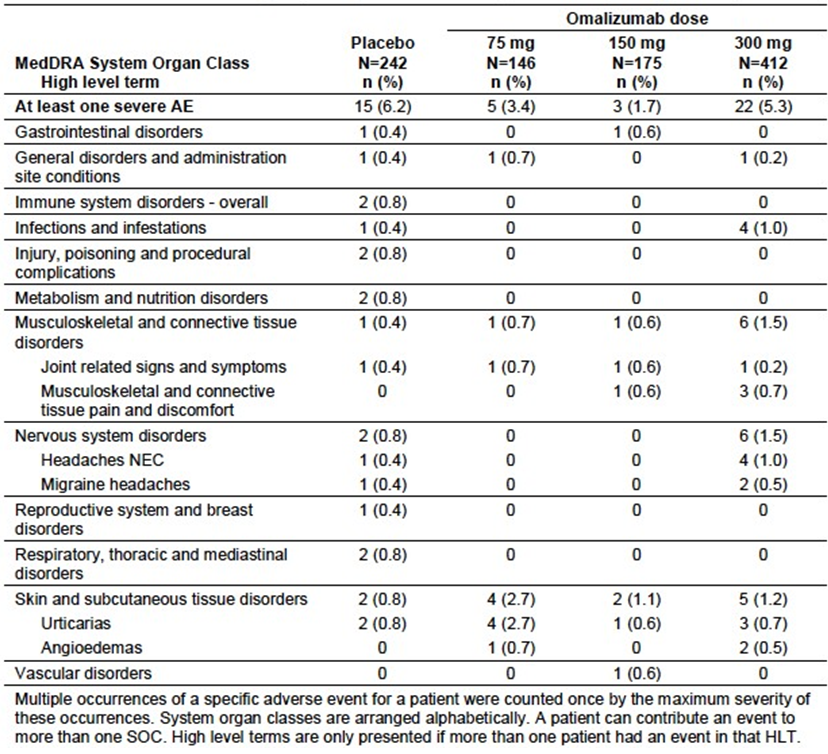 Omalizumab dose
Placebo 75 mg 150 mg 300 mg
MedDRA System Organ Class N=242 N=146 N=175 N=412
High level term n (%) n (%) n (%) n (%)
At least one severe AE 15 (6.2) 5 (3.4) 3 (1.7) 22 (5.3)
Gastrointestinal disorders 1 (0.4) 0 1 (0.6) 0
General disorders and administration 1 (0.4) 1 (0.7) 0 1 (0.2)
site conditions
Immune system disorders - overall 2 (0.8) 0 0 0
Infections and infestations 1 (0.4) 0 0 4 (1.0)
Injury, poisoning and procedural 2 (0.8) 0 0 0
complications
Metabolism and nutrition disorders 2 (0.8) 0 0 0
Musculoskeletal and connective tissue 1 (0.4) 1 (0.7) 1 (0.6) 6 (1.5)
disorders
Joint related signs and symptoms 1 (0.4) 1 (0.7) 1 (0.6) 1 (0.2)
Musculoskeletal and connective 0 0 1 (0.6) 3 (0.7)
tissue pain and discomfort
Nervous system disorders 2 (0.8) 0 0 6 (1.5)
Headaches NEC 1 (0.4) 0 0 4 (1.0)
Migraine headaches 1 (0.4) 0 0 2 (0.5)
Reproductive system and breast 1 (0.4) 0 0 0
disorders
Respiratory, thoracic and mediastinal 2 (0.8) 0 0 0
disorders
Skin and subcutaneous tissue disorders 2 (0.8) 4 (2.7) 2 (1.1) 5 (1.2)
Urticarias 2 (0.8) 4 (2.7) 1 (0.6) 3 (0.7)
Angioedemas 0 1 (0.7) 0 2 (0.5)
Vascular disorders 0 0 1 (0.6) 0
Multiple occurrences of a specific adverse event for a patient were counted once by the maximum severity of
these occurrences. System organ classes are arranged alphabetically. A patient can contribute an event to
more than one SOC. High level terms are only presented if more than one patient had an event in that HLT.